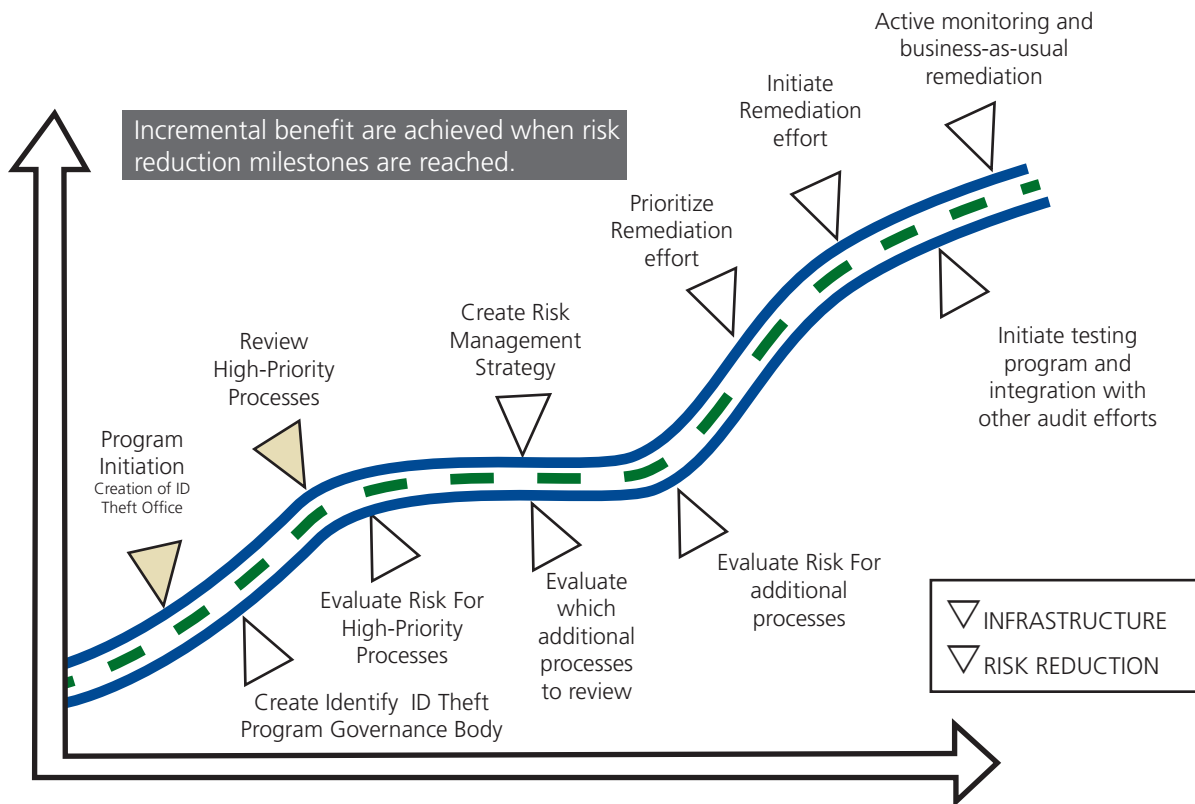 Incremental benefit are achieved when risk
reduction milestones are reached.
Program
Initiation
Creation of ID
Theft Office
Create Identify  ID Theft
Program Governance Body
Review
High-Priority
Processes
Evaluate Risk For
High-Priority
Processes
Create Risk
Management
Strategy
Evaluate
which
additional
processes
to review
Evaluate Risk For
additional
processes
Prioritize
Remediation
effort
Initiate
Remediation
effort
Initiate testing
program and
integration with
other audit efforts
Active monitoring and
business-as-usual
remediation
INFRASTRUCTURE
RISK REDUCTION